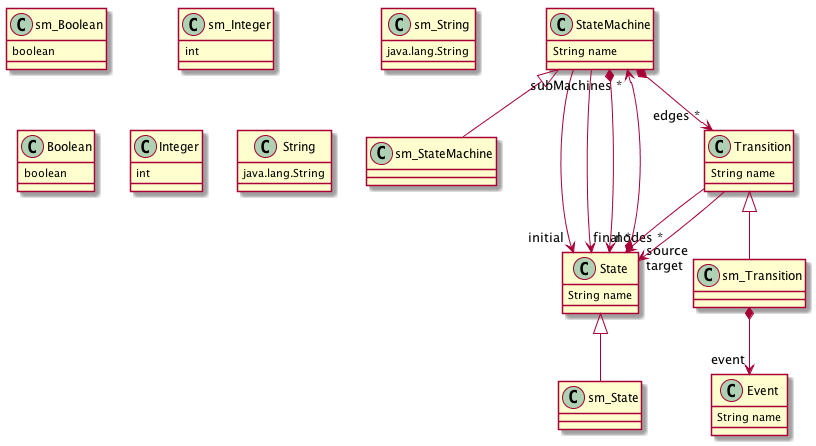 C sm_Boolean
boolean
C sm_Integer
int
C sm_String
java.lang.String
C StateMachine
String name
subMachines *
edges *
C Boolean
boolean
C Integer
int
C String
java.lang.String
C sm_StateMachine
C Transition
String name
initial
final
nodes *
source
target
C State
String name
C sm_Transition
event
C sm_State
C Event
String name